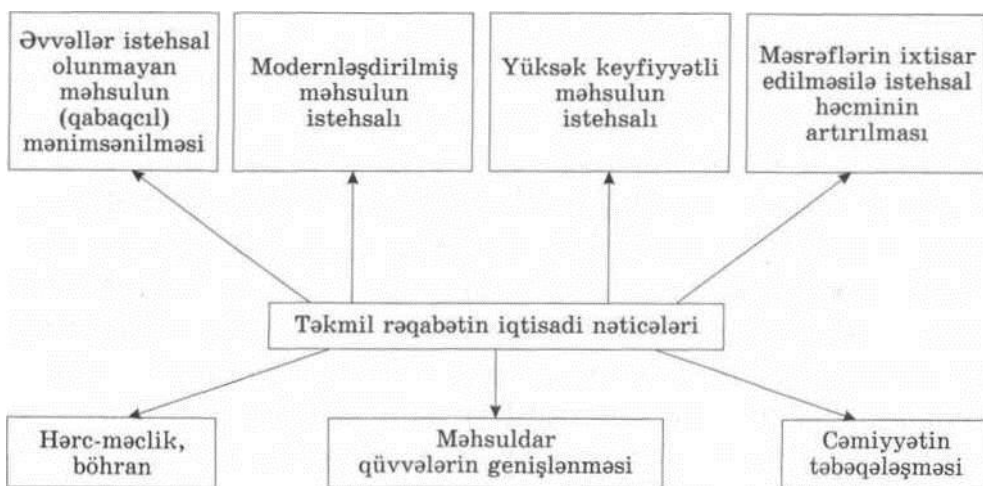 Əvvəllər istehsal
olunmayan
məhsulun
(qabaqcıl)
mənimsənilməsi
Modernləşdirilmiş
məhsulun
istehsalı
Yüksək keyfiyyətli
məhsulun
istehsalı
Məsrəflərin ixtisar
edilməsilə istehsal
həcminin
artırılması
Təkmil rəqabətin iqtisadi nəticələri
Hərc-məclik,
böhran
Məhsuldar
qüvvələrin genişlənməsi
Cəmiyyətin
təbəqələşməsi